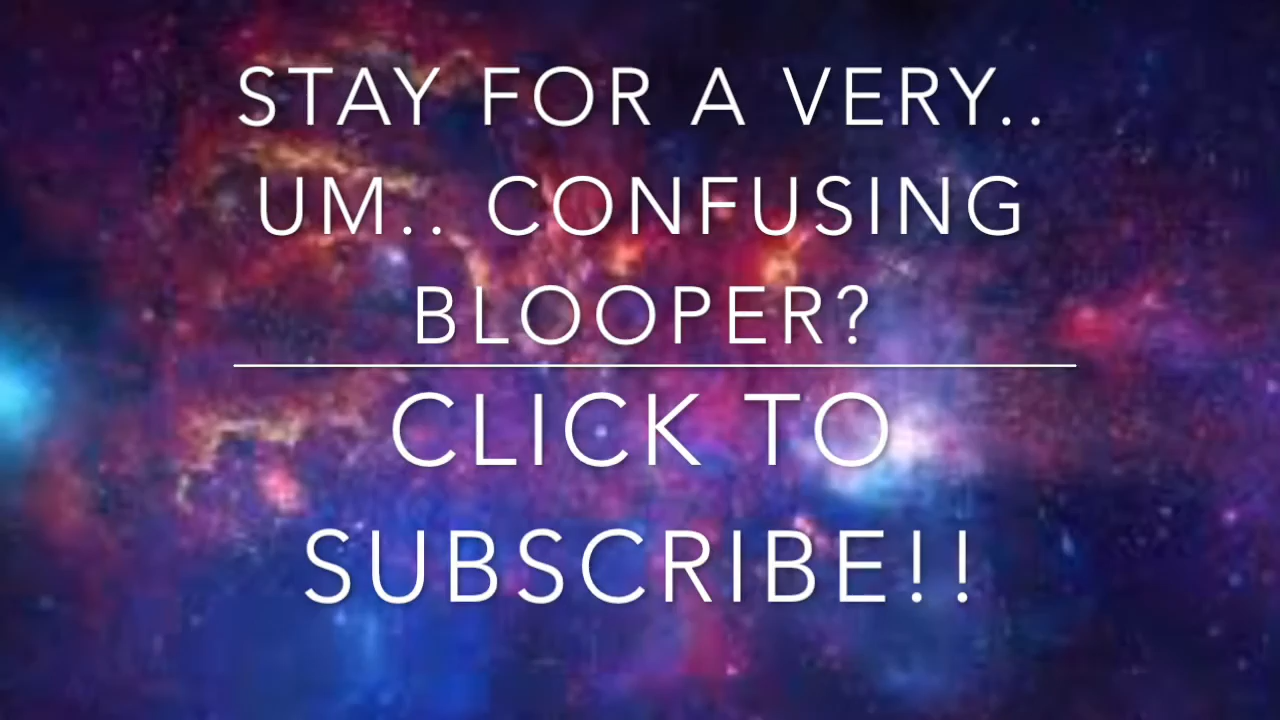 STAY FOR A VERY..
UM.. CONFUSING
BLOOPER?
CLICK TO
SUBSCRIBE!!